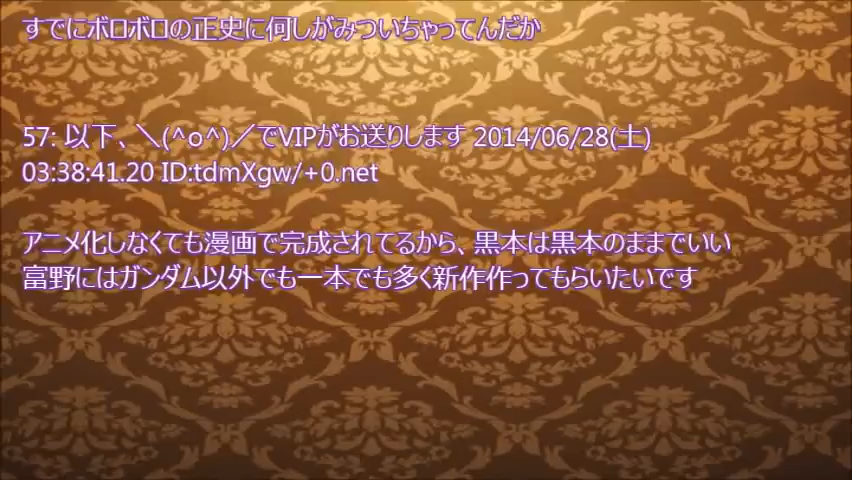 すでにボロボロの正史に何しがみついちゃってんだか
57: 以下、＼(^o^)／でVIPがお送りします 2014/06/28(土)
03:38:41.20 ID:tdmXgw/+0.net
アニメ化しなくても漫画で完成されてるから、黒本は黒本のままでいい
富野にはガンダム以外でも一本でも多く新作作ってもらいたいです